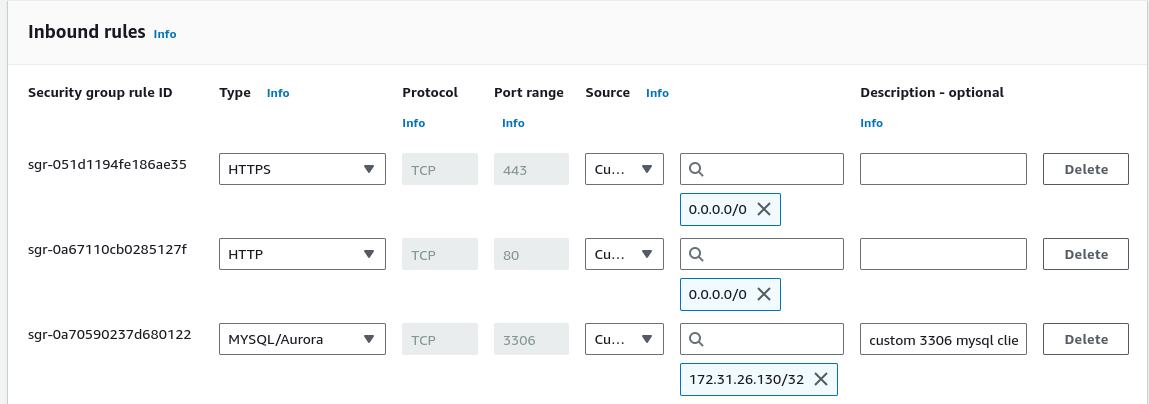 Inbound rules Info
Security group rule ID Type Info Protocol Port range Source Info Description - optional
Info Info Info
sgr-051d1194fe186ae35 HTTPS TCP 443 Cu... Delete
0.0.0.0/0
sgr-0a67110cb0285127f HTTP TCP 80 Cu... Delete
0.0.0.0/0
sgr-0a70590237d680122 MYSQL/Aurora TCP 3306 Cu... custom 3306 mysql clie Delete
172.31.26.130/32